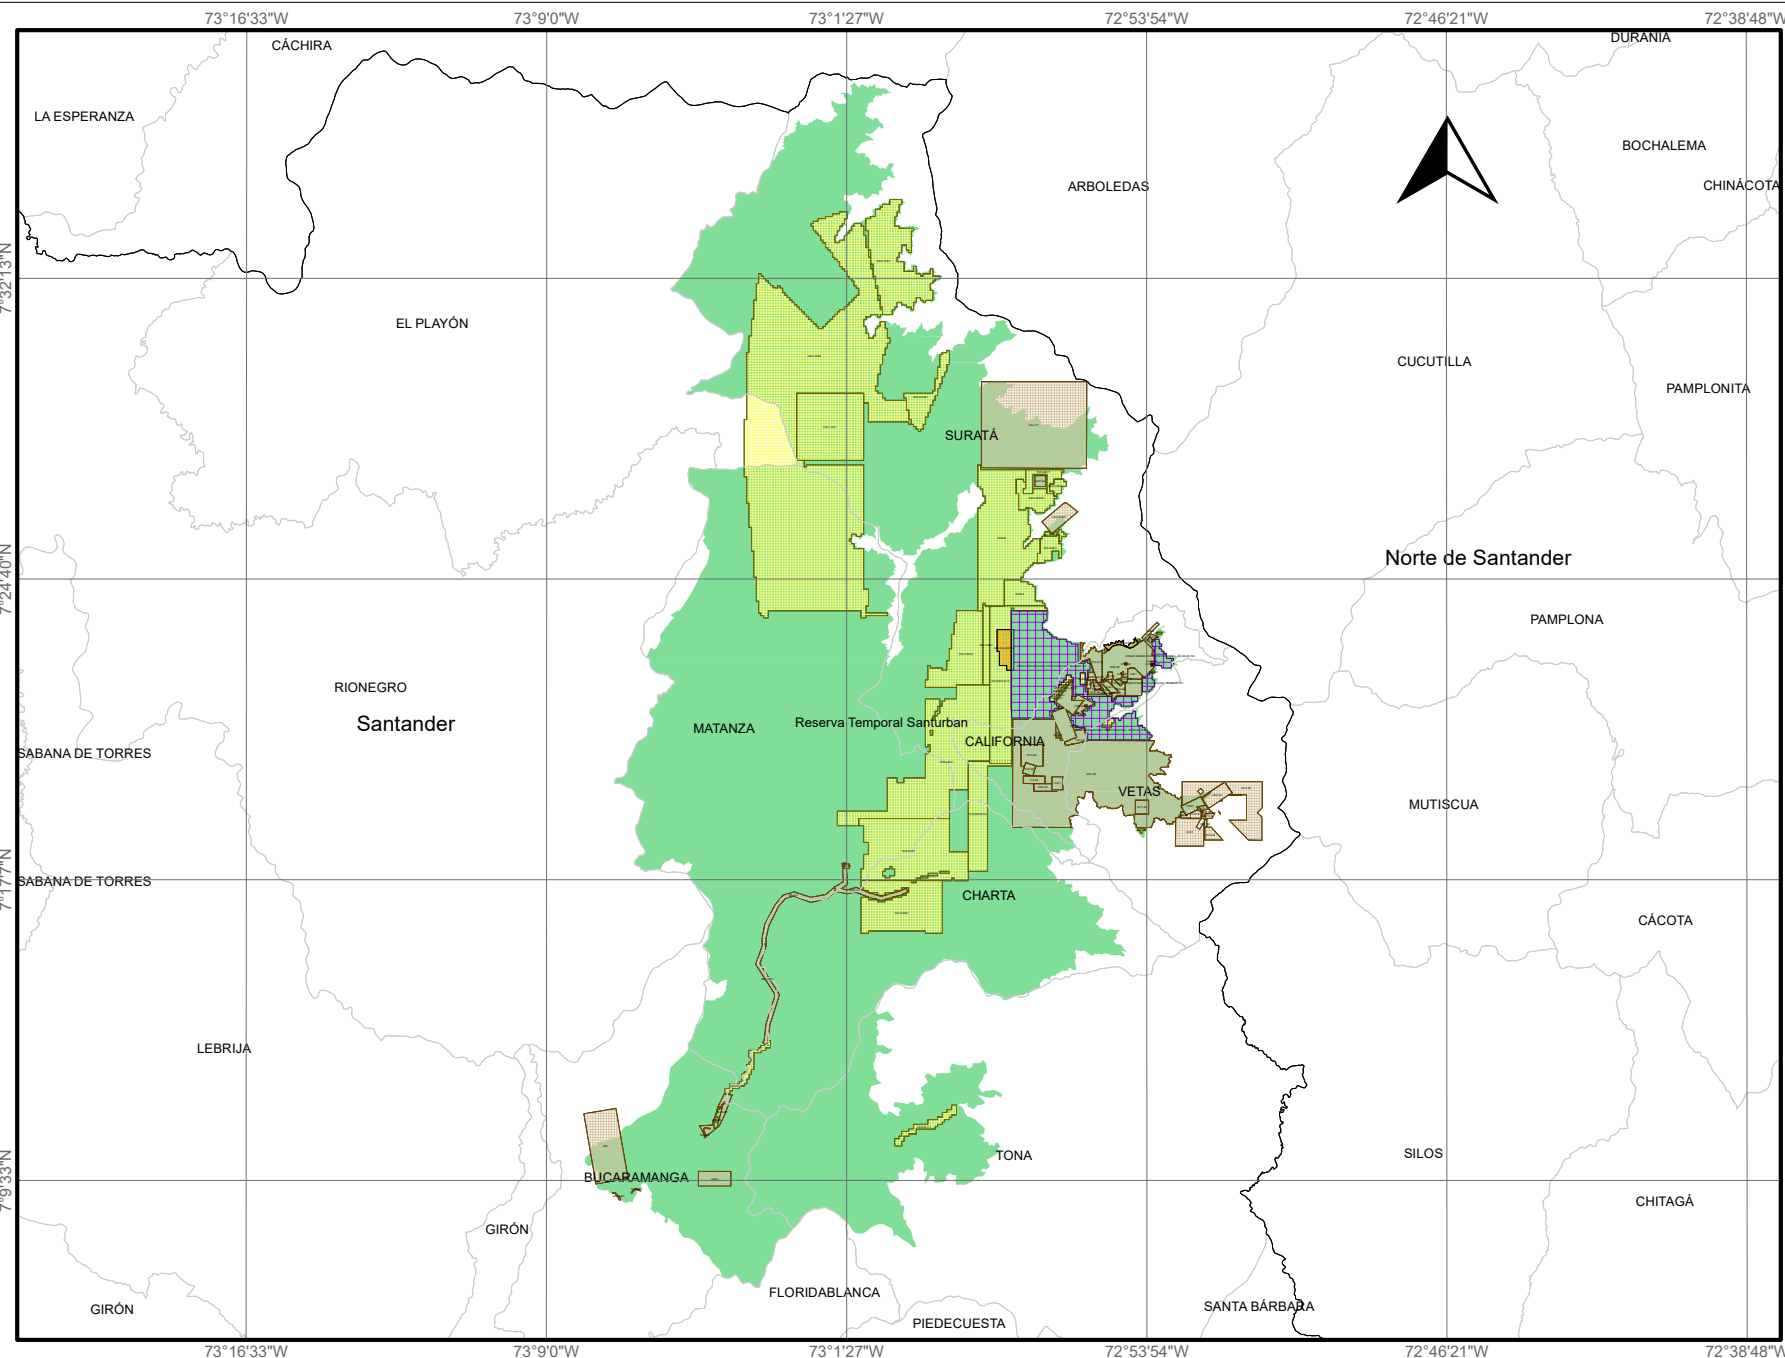 73°16'33"W
73°9'0"W
73°1'27"W
72°53'54"W
72°46'21"W
72°38'48"W
CÁCHIRA
DURANIA
LA ESPERANZA
BOCHALEMA
ARBOLEDAS
CHINÁCOTA
7°32'13"N
EL PLAYÓN
CUCUTILLA
PAMPLONITA
SURATÁ
Norte de Santander
7°24'40"N
PAMPLONA
RIONEGRO
Santander
MATANZA
Reserva Temporal Santurban
CALIFORNIA
SABANA DE TORRES
VETAS
MUTISCUA
7°17'7"N
SABANA DE TORRES
CHARTA
CÁCOTA
LEBRIJA
TONA
SILOS
7°9'33"N
BUCARAMANGA
CHITAGÁ
GIRÓN
FLORIDABLANCA
GIRÓN
SANTA BÁRBARA
PIEDECUESTA
73°16'33"W
73°9'0"W
73°1'27"W
72°53'54"W
72°46'21"W
72°38'48"W